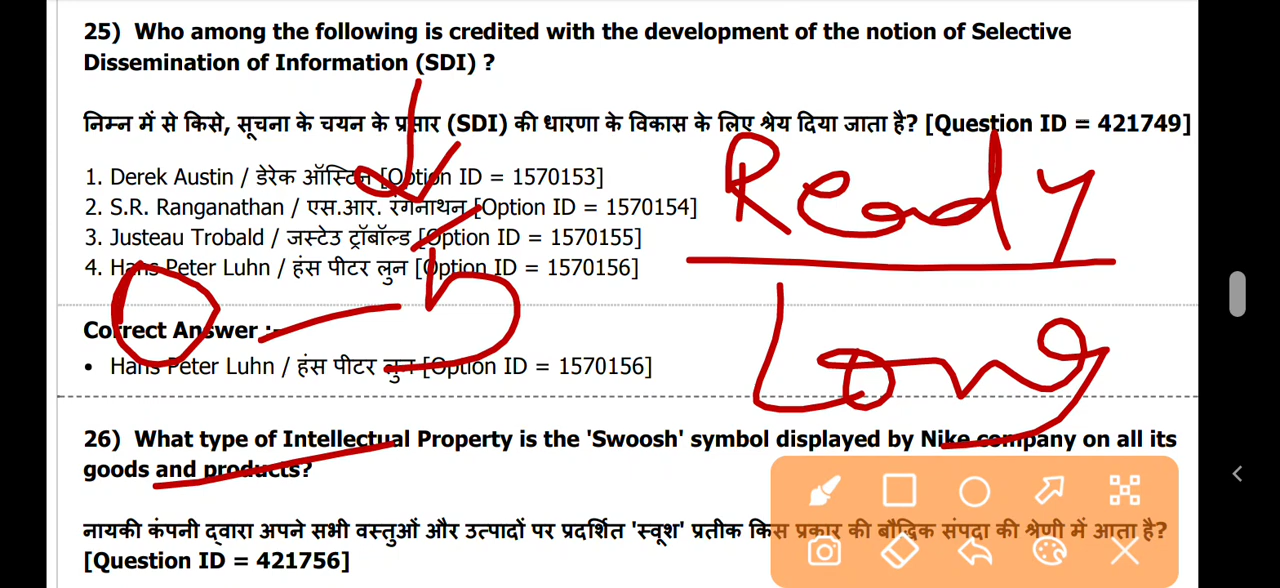 25) Who among the following is credited with the development of the notion of Selective
Dissemination of Information (SDI) ?
निम्न में से किसे, सूचना के चयन के प्रसार (SDI) की धारणा के विकास के लिए श्रेय दिया जाता है? [Question ID = 421749]
1. Derek Austin / डेरेक ऑस्टिन [Option ID = 1570153]
2. S.R. Ranganathan / एस.आर. रंगनाथन [Option ID = 1570154]
3. Justeau Trobald / जस्टेउ ट्रॉबॉल्ड [Option ID = 1570155]
4. Hans Peter Luhn / हंस पीटर लुन [Option ID = 1570156]
Ready
Correct Answer :-
• Hans Peter Luhn / हंस पीटर लुन [Option ID = 1570156]
26) What type of Intellectual Property is the 'Swoosh' symbol displayed by Nike company on all its
goods and products?
नायकी कंपनी द्वारा अपने सभी वस्तुओं और उत्पादों पर प्रदर्शित 'स्वूश' प्रतीक किस प्रकार की बौद्धिक संपदा की श्रेणी में आता है?
[Question ID = 421756]